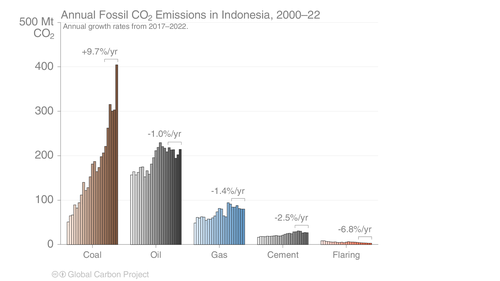 Annual Fossil CO₂ Emissions in Indonesia, 2000–22
Annual growth rates from 2017–2022.
500 Mt
CO₂
400
300
200
100
0
+9.7%/yr
-1.0%/yr
-1.4%/yr
-2.5%/yr
-6.8%/yr
Coal
Oil
Gas
Cement
Flaring
Global Carbon Project